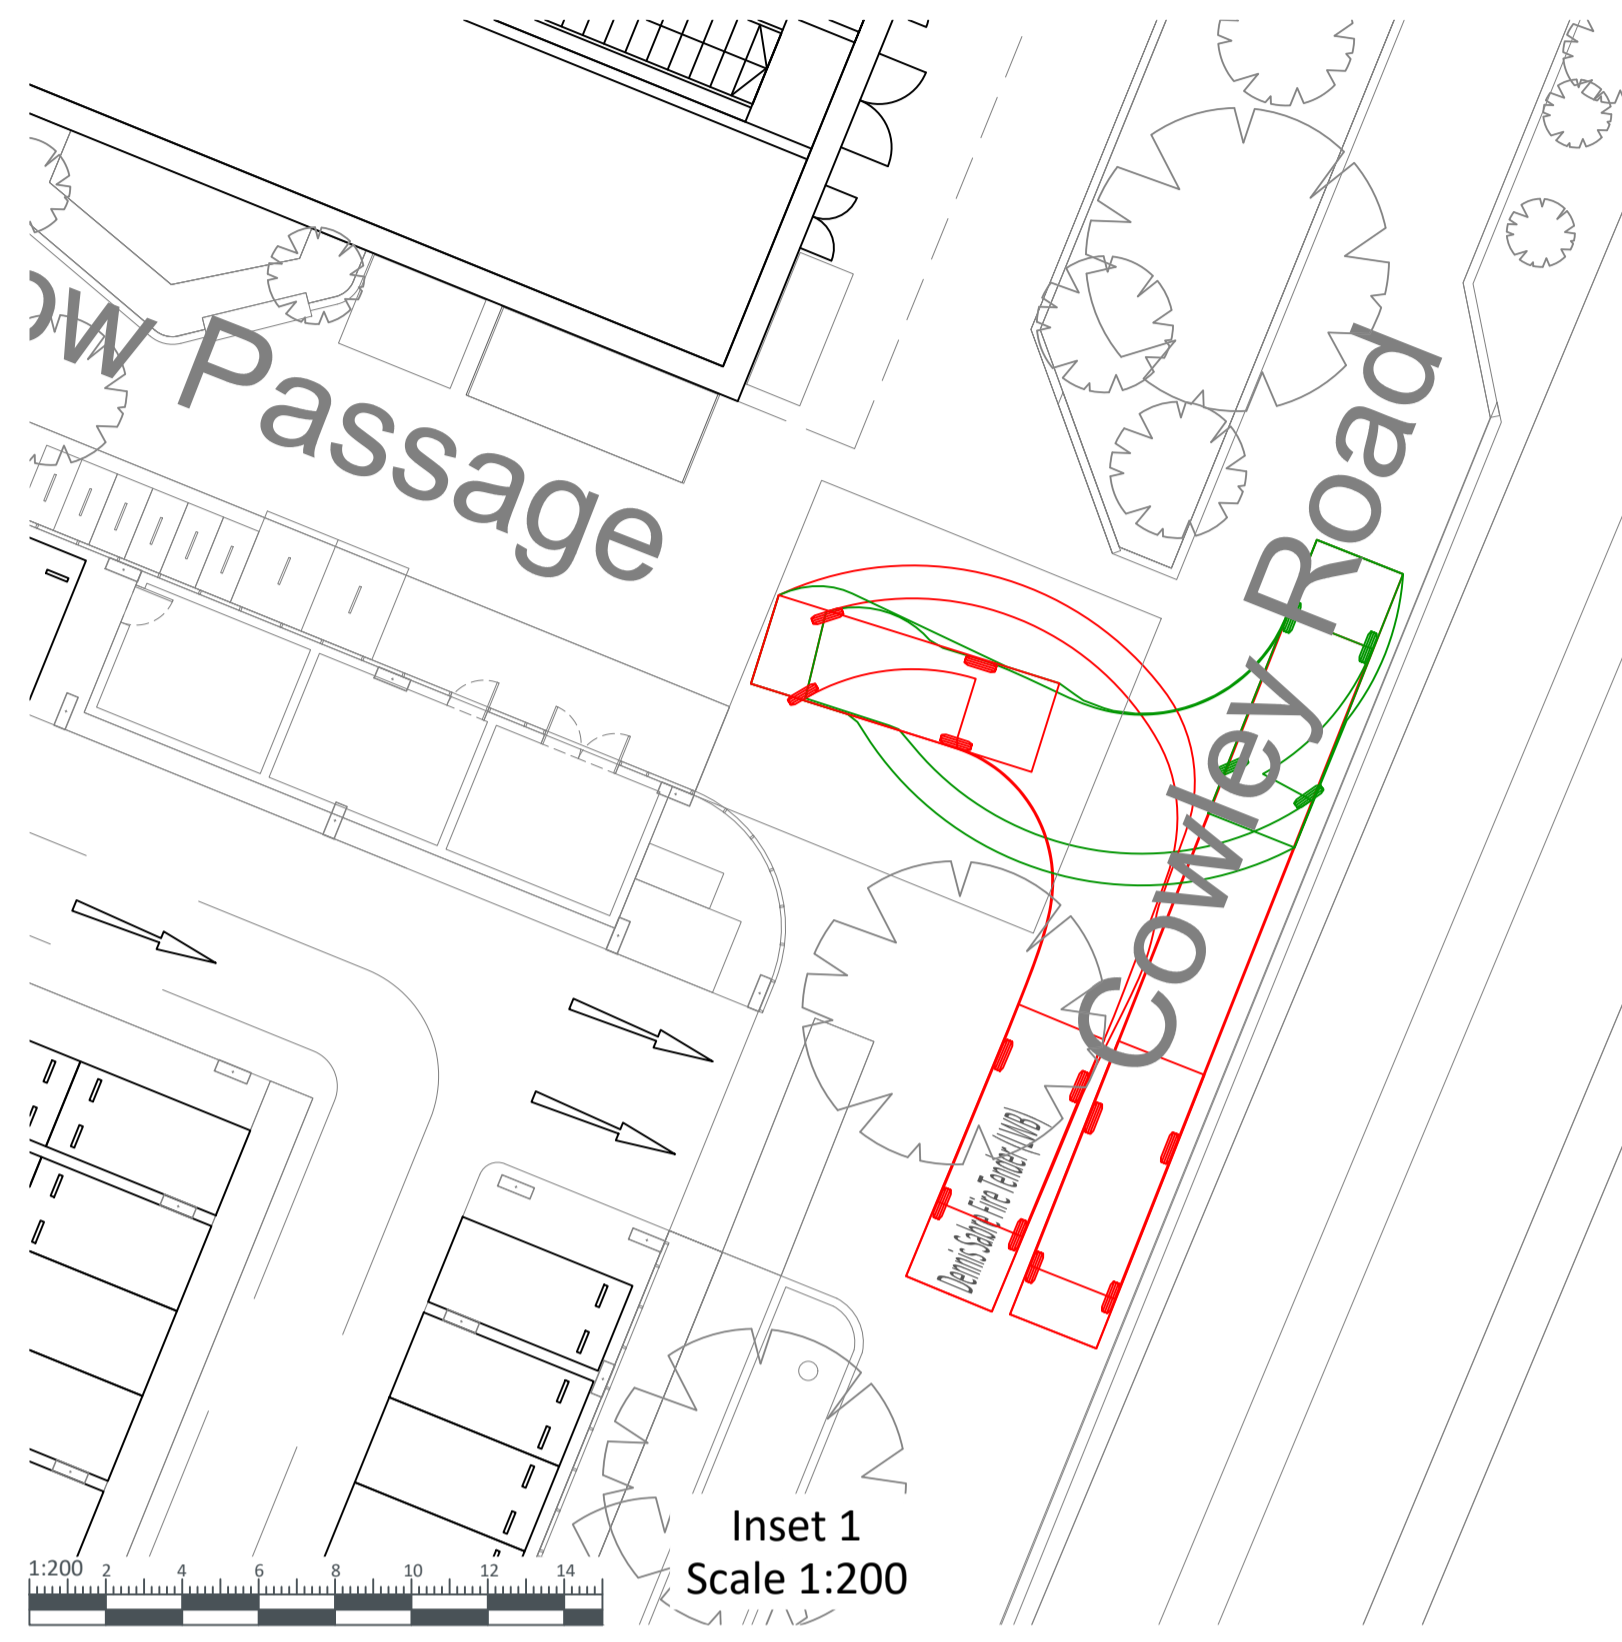 ow Passage
Cowley Road
Dennis Sabre Fire Tender (LWB)
Inset 1
Scale 1:200
1:200 2 4 6 8 10 12 14